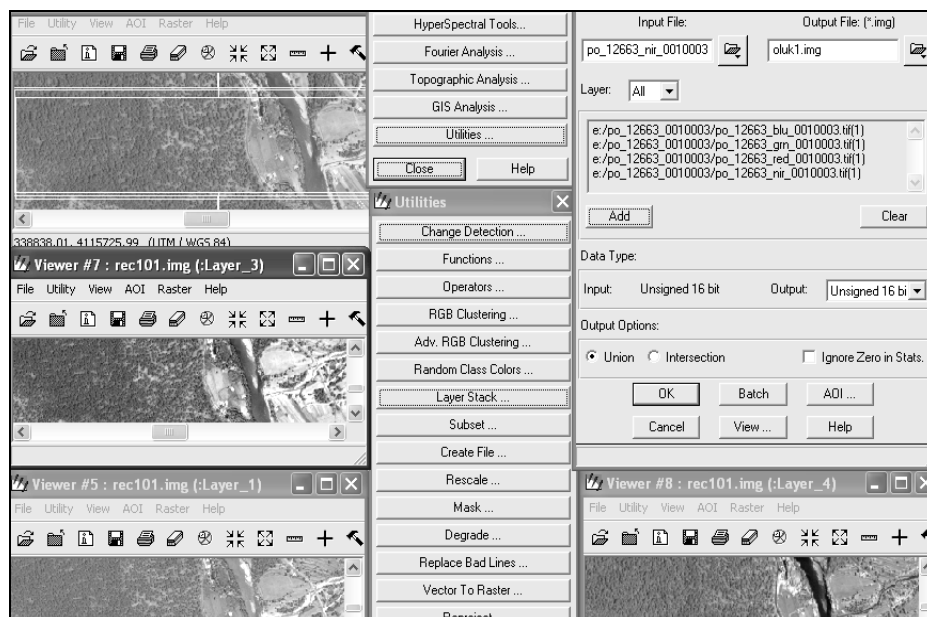 File Utility View AOI Raster Help
338838.01, 4115725.99 (UTM / WGS 84)
Viewer #7 : rec101.img (:Layer_3)
File Utility View AOI Raster Help
Viewer #5 : rec101.img (:Layer_1)
File Utility View AOI Raster Help
HyperSpectral Tools...
Fourier Analysis ...
Topographic Analysis ...
GIS Analysis ...
Utilities ...
Close Help
Utilities
Change Detection ...
Functions ...
Operators ...
RGB Clustering ...
Adv. RGB Clustering ...
Random Class Colors ...
Layer Stack ...
Subset ...
Create File ...
Rescale ...
Mask ...
Degrade ...
Replace Bad Lines ...
Vector To Raster ...
Reproject
Input File: Output File: (*.img)
po_12663_nir_0010003 oluk1.img
Layer: All
e:/po_12663_0010003/po_12663_blu_0010003.tif(1)
e:/po_12663_0010003/po_12663_grn_0010003.tif(1)
e:/po_12663_0010003/po_12663_red_0010003.tif(1)
e:/po_12663_0010003/po_12663_nir_0010003.tif(1)
Add Clear
Data Type:
Input: Unsigned 16 bit Output: Unsigned 16 bi
Output Options:
Union Intersection Ignore Zero in Stats.
OK Batch AOI ...
Cancel View ... Help
Viewer #8 : rec101.img (:Layer_4)
File Utility View AOI Raster Help